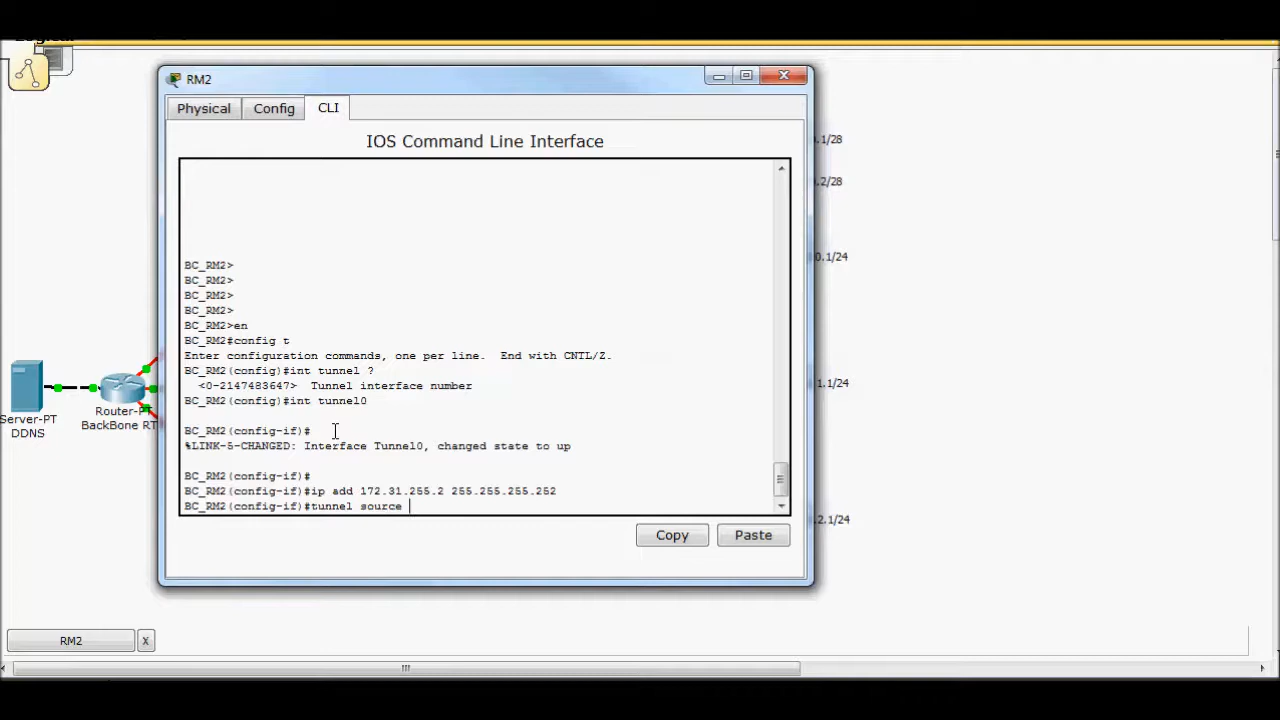 RM2
Physical
Config
CLI
IOS Command Line Interface
BC_RM2>
BC_RM2>
BC_RM2>
BC_RM2>
BC_RM2>en
BC_RM2#config t
Enter configuration commands, one per line.  End with CNTL/Z.
BC_RM2(config)#int tunnel ?
<0-2147483647>  Tunnel interface number
BC_RM2(config)#int tunnel0
BC_RM2(config-if)#
%LINK-5-CHANGED: Interface Tunnel0, changed state to up
BC_RM2(config-if)#
BC_RM2(config-if)#ip add 172.31.255.2 255.255.255.252
BC_RM2(config-if)#tunnel source
Copy
Paste
.1/28
.2/28
0.1/24
1.1/24
.2.1/24
Server-PT
DDNS
Router-PT
BackBone RT
RM2
X